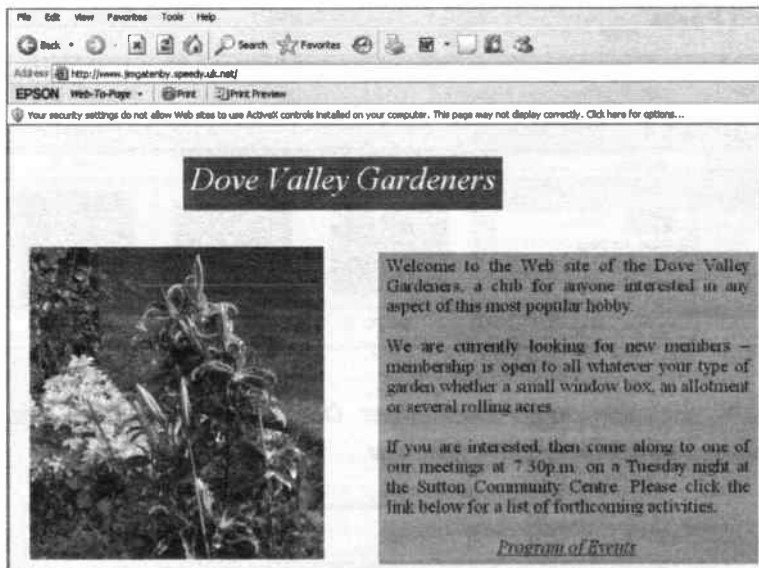 File Edit View Favorites Tools Help
Back Search Favorites
Address http://www.jimgatenby.speedy.uk.net/
EPSON Web-To-Page Print Print Preview
Your security settings do not allow Web sites to use ActiveX controls installed on your computer. This page may not display correctly. Click here for options...
Dove Valley Gardeners
Welcome to the Web site of the Dove Valley
Gardeners, a club for anyone interested in any
aspect of this most popular hobby.
We are currently looking for new members –
membership is open to all whatever your type of
garden whether a small window box, an allotment
or several rolling acres.
If you are interested, then come along to one of
our meetings at 7.30p.m. on a Tuesday night at
the Sutton Community Centre. Please click the
link below for a list of forthcoming activities.
Program of Events